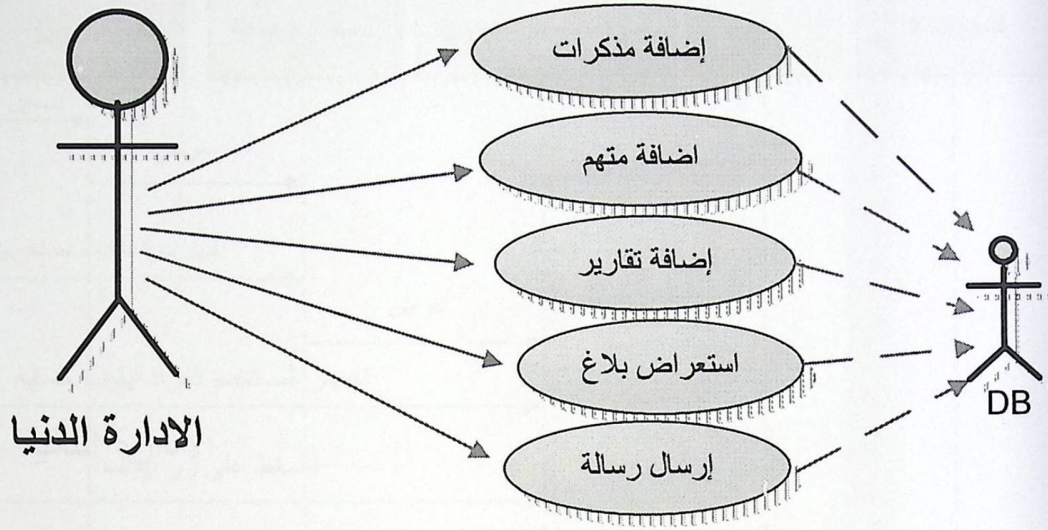 إضافة مذكرات
اضافة متهم
إضافة تقارير
استعراض بلاغ
إرسال رسالة
الادارة الدنيا
DB